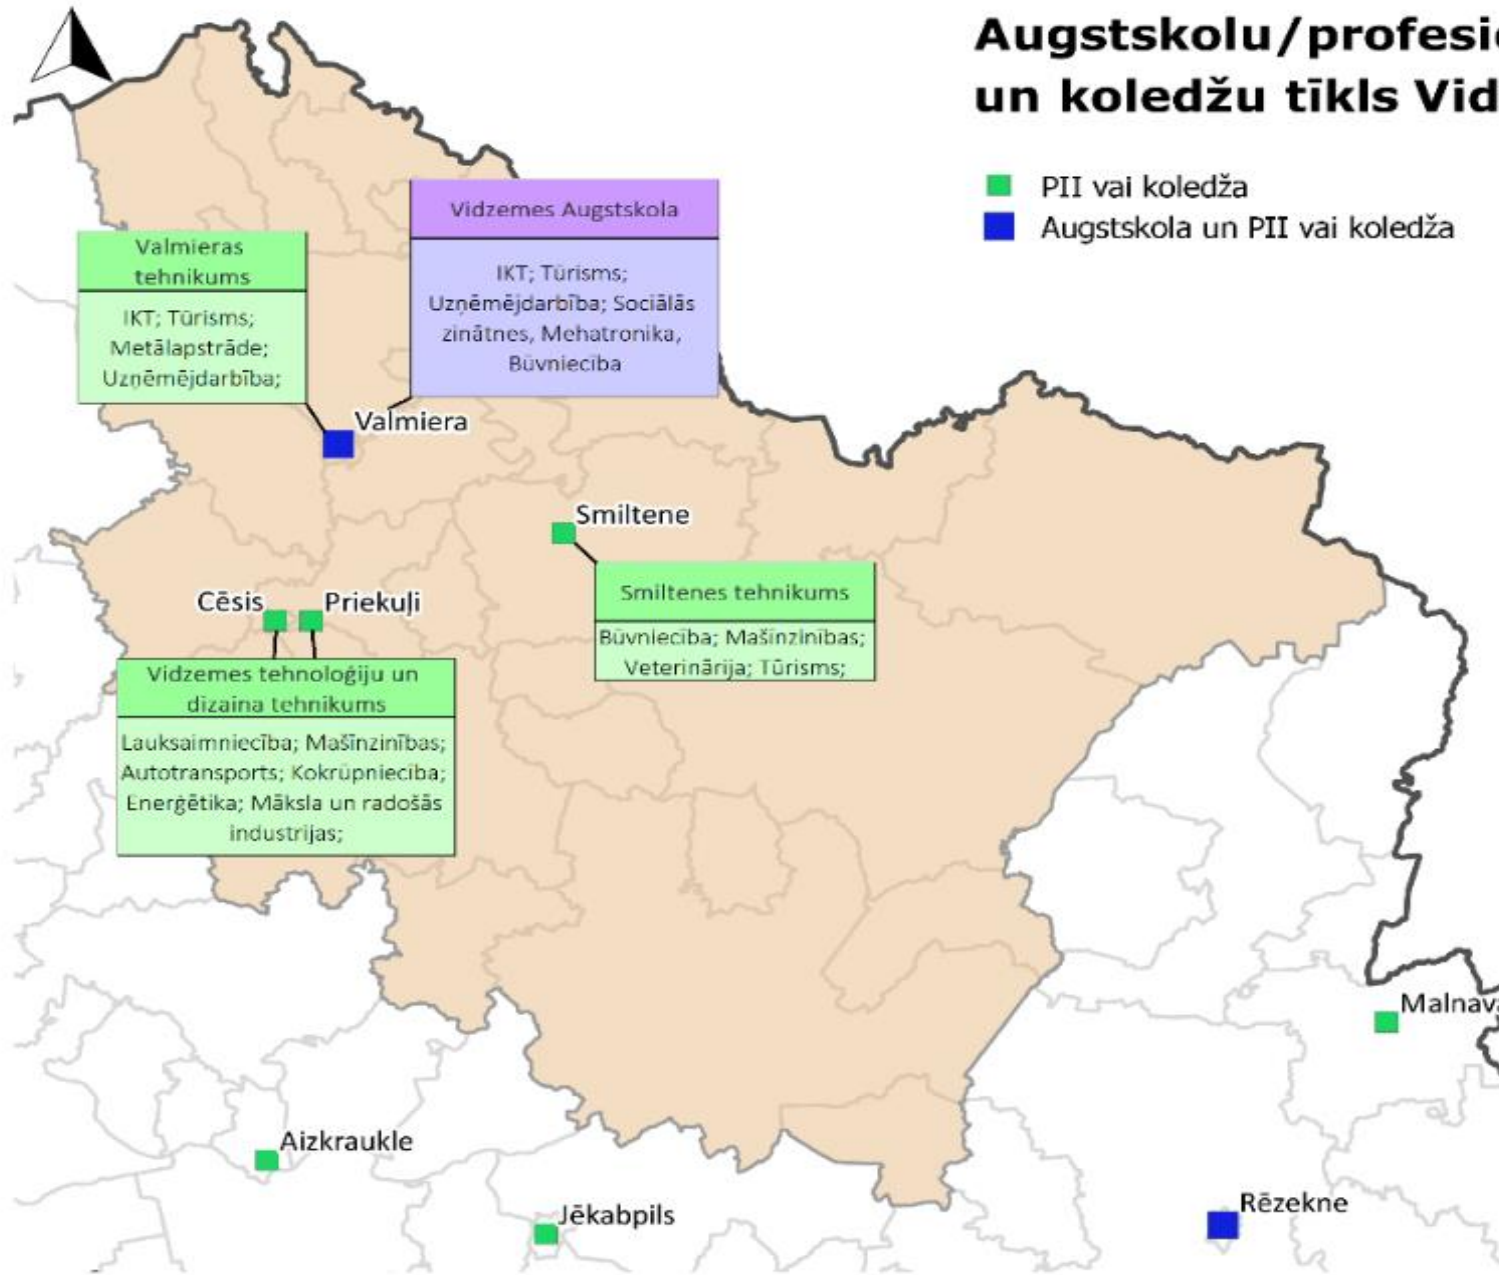 Augstskolu/profesi
un koledžu tīkls Vid
PII vai koledža
Augstskola un PII vai koledža
Vidzemes Augstskola
IKT; Tūrisms;
Uzņēmējdarbība; Sociālās
zinātnes, Mehatronika,
Būvniecība
Valmieras
tehnikums
IKT; Tūrisms;
Metālapstrāde;
Uzņēmējdarbība;
Valmiera
Smiltene
Smiltenes tehnikums
Būvniecība; Mašīnzinības;
Veterinārija; Tūrisms;
Cēsis
Priekuļi
Vidzemes tehnoloģiju un
dizaina tehnikums
Lauksaimniecība; Mašīnzinības;
Autotransports; Kokrūpniecība;
Enerģētika; Māksla un radošās
industrijas;
Malnava
Aizkraukle
Jēkabpils
Rēzekne